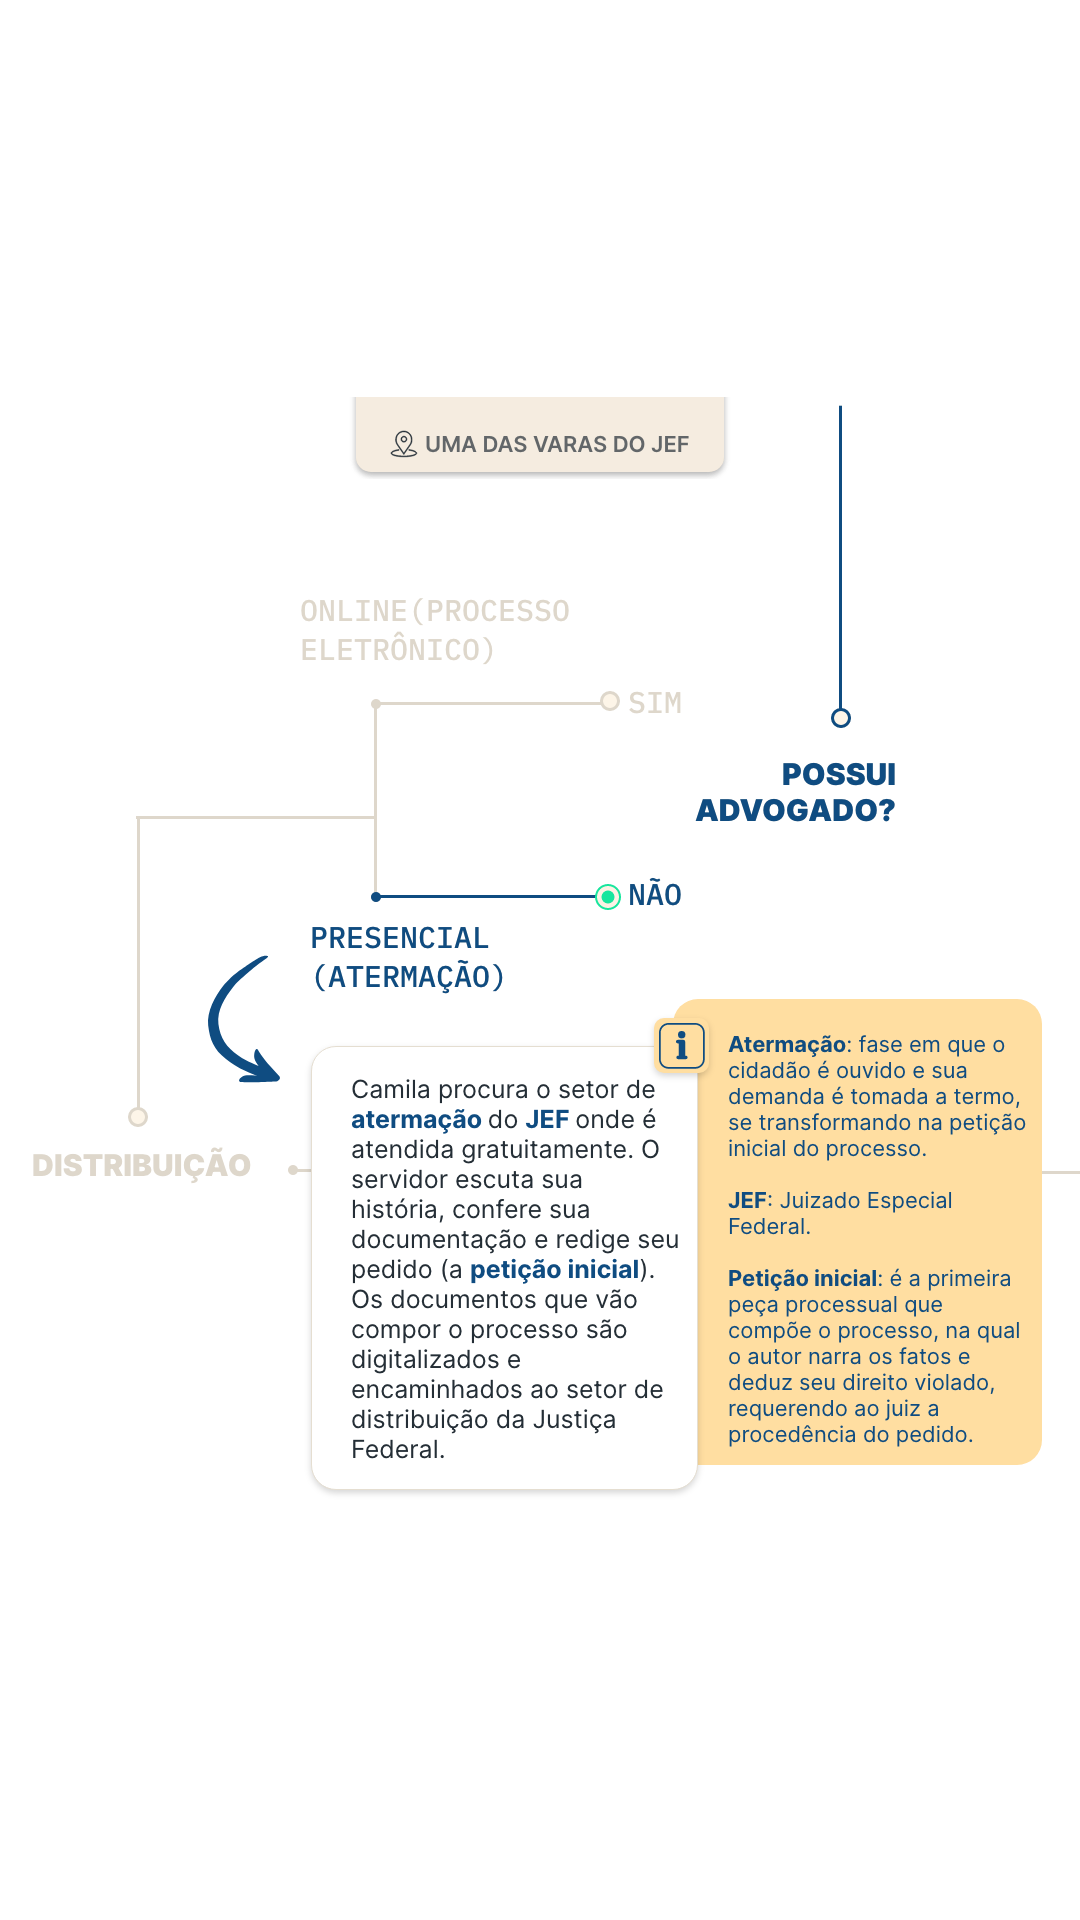 UMA DAS VARAS DO JEF
ONLINE(PROCESSO
ELETRÔNICO)
SIM
POSSUI
ADVOGADO?
NÃO
PRESENCIAL
(ATERMAÇÃO)
DISTRIBUIÇÃO
Camila procura o setor de
atermação do JEF onde é
atendida gratuitamente. O
servidor escuta sua
história, confere sua
documentação e redige seu
pedido (a petição inicial).
Os documentos que vão
compor o processo são
digitalizados e
encaminhados ao setor de
distribuição da Justiça
Federal.
i
Atermação: fase em que o
cidadão é ouvido e sua
demanda é tomada a termo,
se transformando na petição
inicial do processo.
JEF: Juizado Especial
Federal.
Petição inicial: é a primeira
peça processual que
compõe o processo, na qual
o autor narra os fatos e
deduz seu direito violado,
requerendo ao juiz a
procedência do pedido.